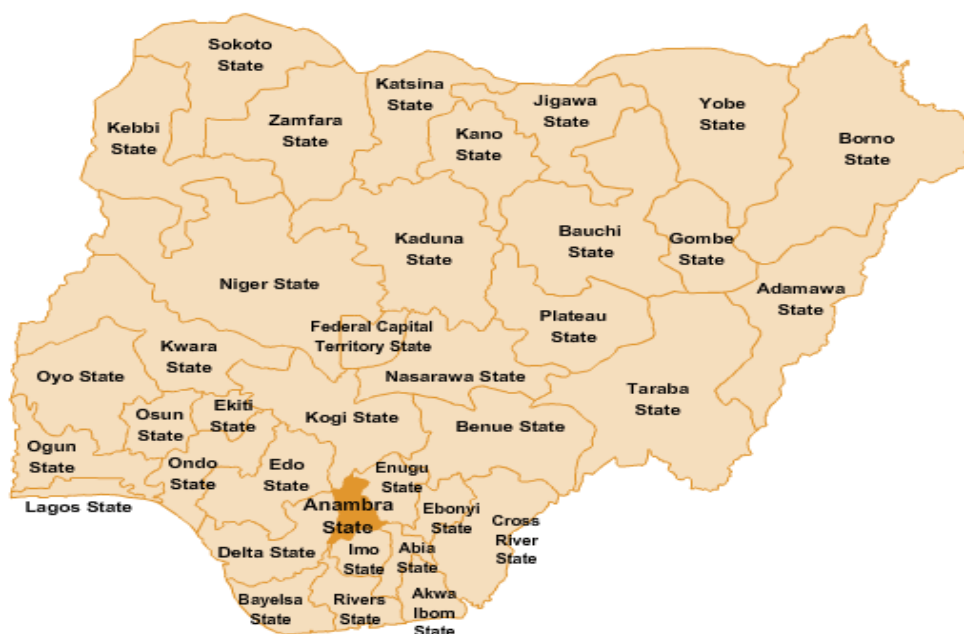 Sokoto
State
Katsina
State
Jigawa
State
Yobe
State
Kebbi
State
Zamfara
State
Kano
State
Borno
State
Kaduna
State
Bauchi
State
Gombe
State
Niger State
Adamawa
State
Federal Capital
Territory State
Plateau
State
Kwara
State
Oyo State
Nasarawa State
Taraba
State
Osun
State
Ekiti
State
Kogi State
Benue State
Ogun
State
Ondo
State
Edo
State
Enugu
State
Lagos State
Anambra
State
Ebonyi
State
Cross
River
State
Delta State
Imo
State
Abia
State
Bayelsa
State
Rivers
State
Akwa
Ibom
State